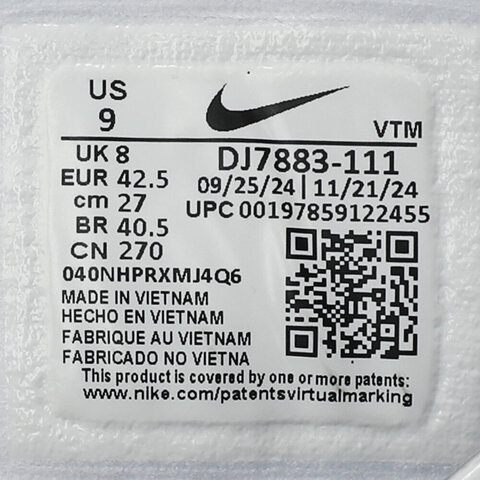 US
9
VTM
UK 8
DJ7883-111
EUR 42.5
09/25/24 | 11/21/24
cm 27
UPC 00197859122455
BR 40.5
CN 270
040NHPRXMJ4Q6
MADE IN VIETNAM
HECHO EN VIETNAM
FABRIQUE AU VIETNAM
FABRICADO NO VIETNA
This product is covered by one or more patents:
www.nike.com/patentsvirtualmarking